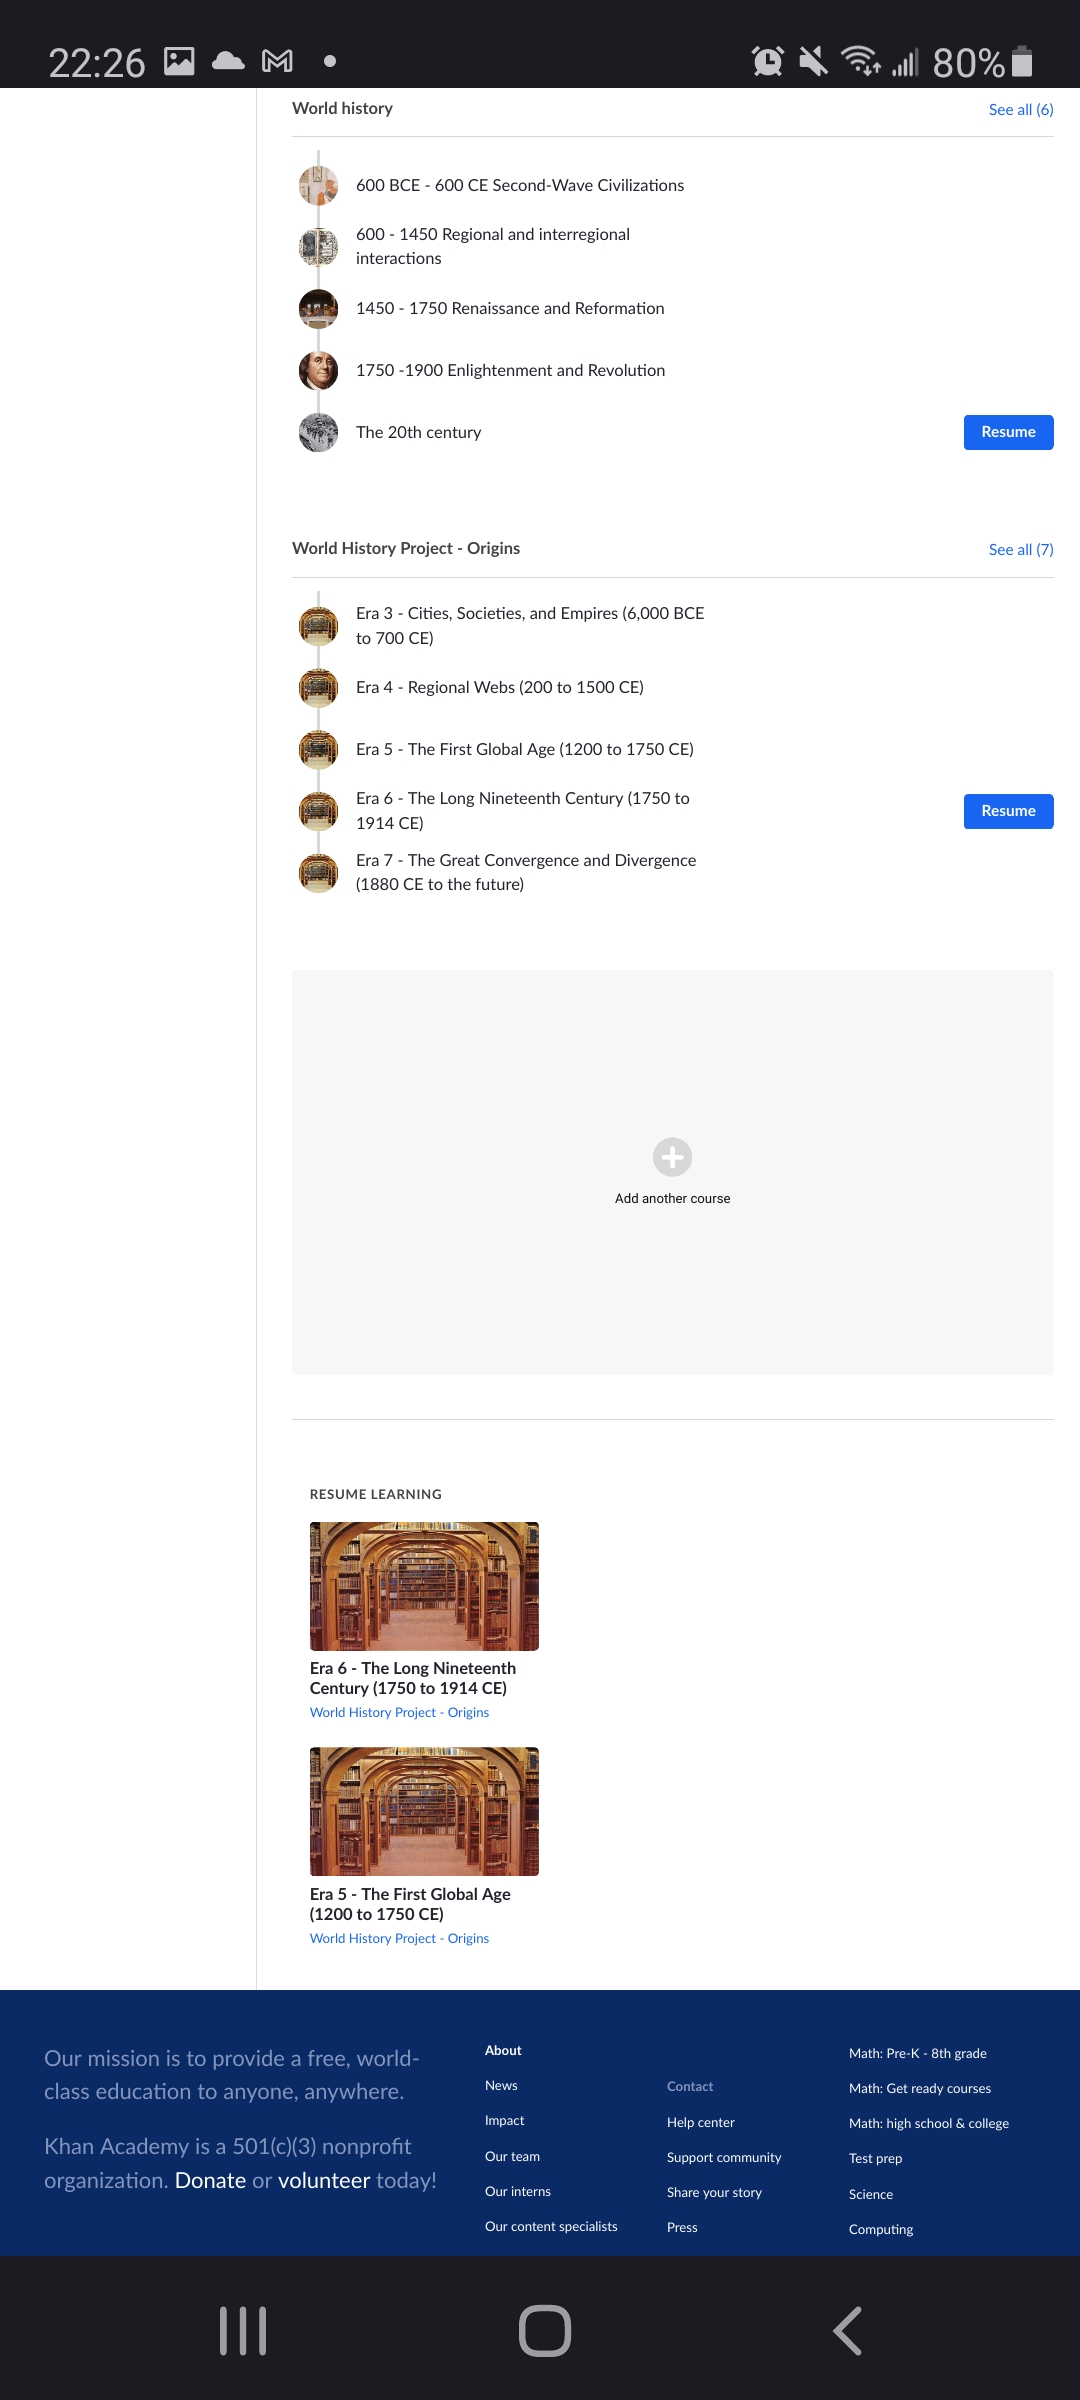 22:26
80%
World history
See all (6)
600 BCE - 600 CE Second-Wave Civilizations
600 - 1450 Regional and interregional
interactions
1450 - 1750 Renaissance and Reformation
1750 -1900 Enlightenment and Revolution
The 20th century
Resume
World History Project - Origins
See all (7)
Era 3 - Cities, Societies, and Empires (6,000 BCE
to 700 CE)
Era 4 - Regional Webs (200 to 1500 CE)
Era 5 - The First Global Age (1200 to 1750 CE)
Era 6 - The Long Nineteenth Century (1750 to
1914 CE)
Resume
Era 7 - The Great Convergence and Divergence
(1880 CE to the future)
Add another course
RESUME LEARNING
Era 6 - The Long Nineteenth
Century (1750 to 1914 CE)
World History Project - Origins
Era 5 - The First Global Age
(1200 to 1750 CE)
World History Project - Origins
Our mission is to provide a free, world-
class education to anyone, anywhere.
Khan Academy is a 501(c)(3) nonprofit
organization. Donate or volunteer today!
About
News
Impact
Our team
Our interns
Our content specialists
Contact
Help center
Support community
Share your story
Press
Math: Pre-K - 8th grade
Math: Get ready courses
Math: high school & college
Test prep
Science
Computing